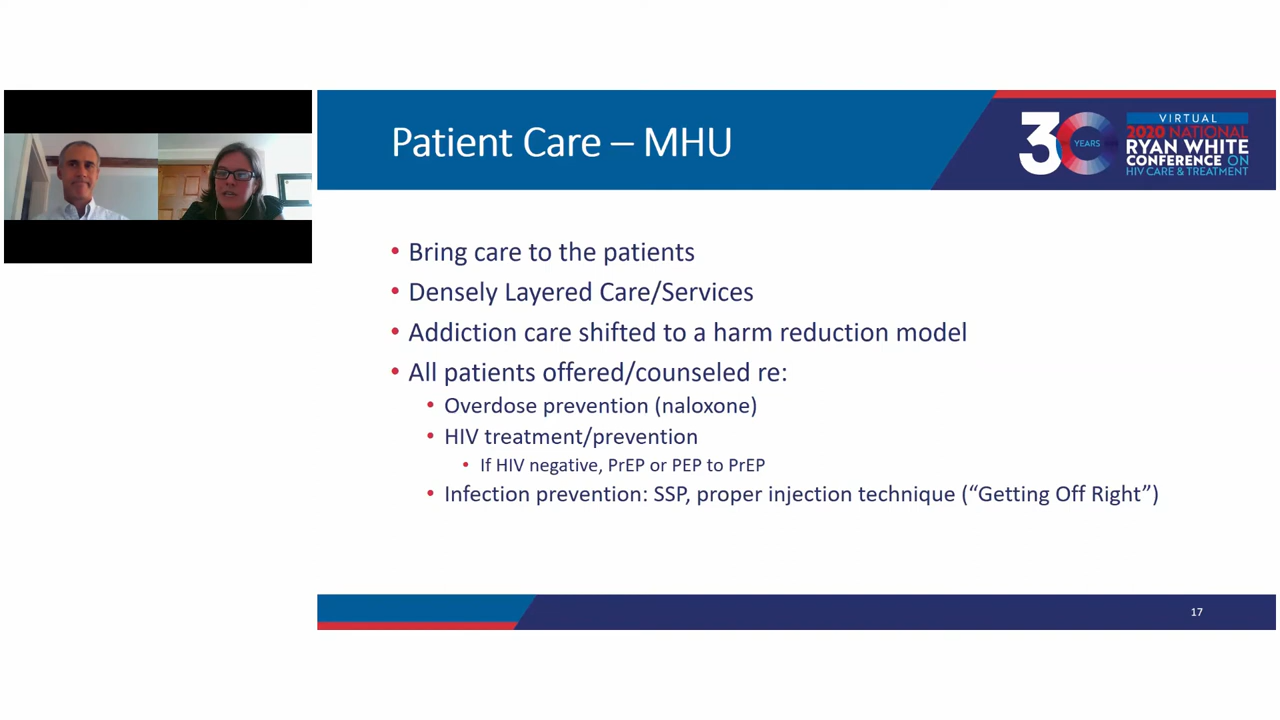 Patient Care – MHU
30
YEARS
VIRTUAL
2020 NATIONAL
RYAN WHITE
CONFERENCE ON
HIV CARE & TREATMENT
• Bring care to the patients
• Densely Layered Care/Services
• Addiction care shifted to a harm reduction model
• All patients offered/counseled re:
• Overdose prevention (naloxone)
• HIV treatment/prevention
• If HIV negative, PrEP or PEP to PrEP
• Infection prevention: SSP, proper injection technique (“Getting Off Right”)
17